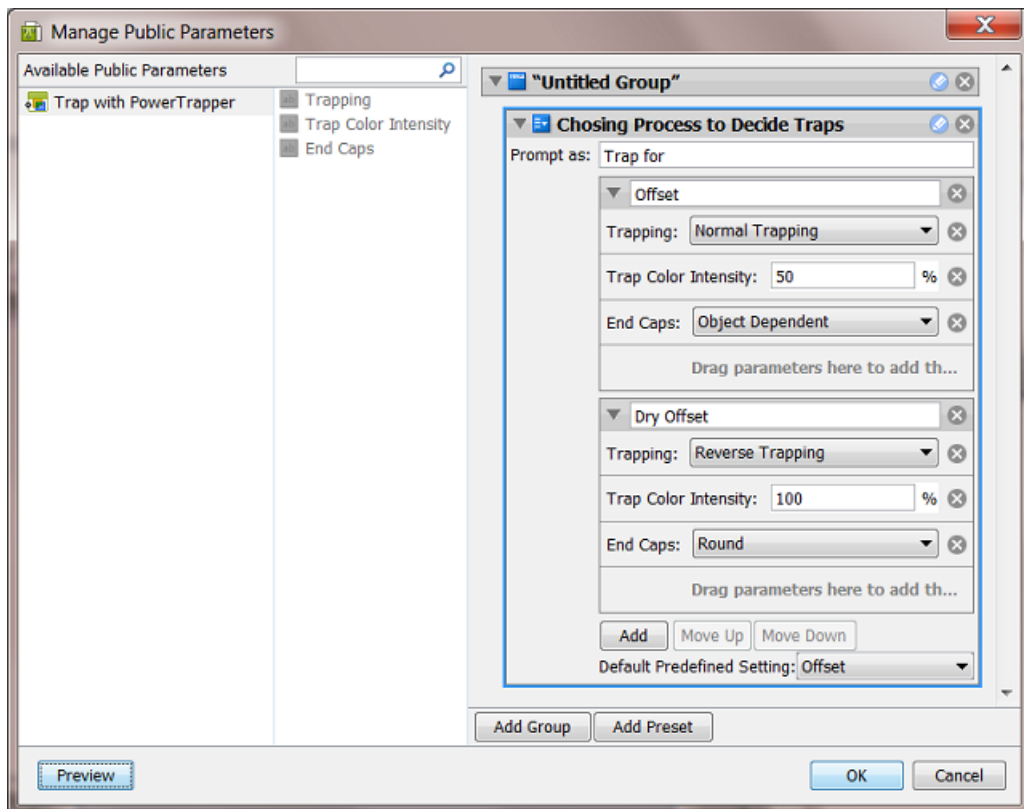 Manage Public Parameters
Available Public Parameters
Trap with PowerTrapper
Trapping
Trap Color Intensity
End Caps
"Untitled Group"
Chosing Process to Decide Traps
Prompt as: Trap for
Offset
Trapping: Normal Trapping
Trap Color Intensity: 50 %
End Caps: Object Dependent
Drag parameters here to add th...
Dry Offset
Trapping: Reverse Trapping
Trap Color Intensity: 100 %
End Caps: Round
Drag parameters here to add th...
Add Move Up Move Down
Default Predefined Setting: Offset
Add Group Add Preset
Preview OK Cancel